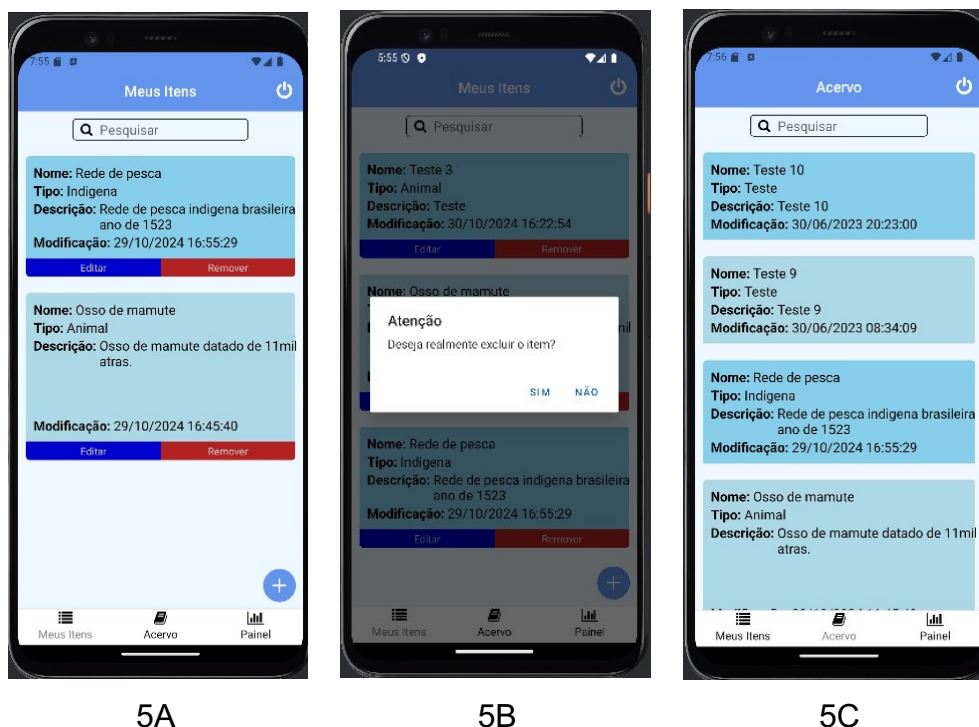 7:55
Meus Itens
Pesquisar
Nome: Rede de pesca
Tipo: Indigena
Descrição: Rede de pesca indigena brasileira
ano de 1523
Modificação: 29/10/2024 16:55:29
Editar Remover
Nome: Osso de mamute
Tipo: Animal
Descrição: Osso de mamute datado de 11mil
atras.
Modificação: 29/10/2024 16:45:40
Editar Remover
+
Meus Itens Acervo Painel
5A
5:55
Meus Itens
Pesquisar
Nome: Teste 3
Tipo: Animal
Descrição: Teste
Modificação: 30/10/2024 16:22:54
Editar Remover
Nome: Osso de mamute
Atenção
Deseja realmente excluir o item?
SIM NÃO
Nome: Rede de pesca
Tipo: Indigena
Descrição: Rede de pesca indigena brasileira
ano de 1523
Modificação: 29/10/2024 16:55:29
Editar Remover
+
Meus Itens Acervo Painel
5B
7:56
Acervo
Pesquisar
Nome: Teste 10
Tipo: Teste
Descrição: Teste 10
Modificação: 30/06/2023 20:23:00
Nome: Teste 9
Tipo: Teste
Descrição: Teste 9
Modificação: 30/06/2023 08:34:09
Nome: Rede de pesca
Tipo: Indigena
Descrição: Rede de pesca indigena brasileira
ano de 1523
Modificação: 29/10/2024 16:55:29
Nome: Osso de mamute
Tipo: Animal
Descrição: Osso de mamute datado de 11mil
atras.
Meus Itens Acervo Painel
5C